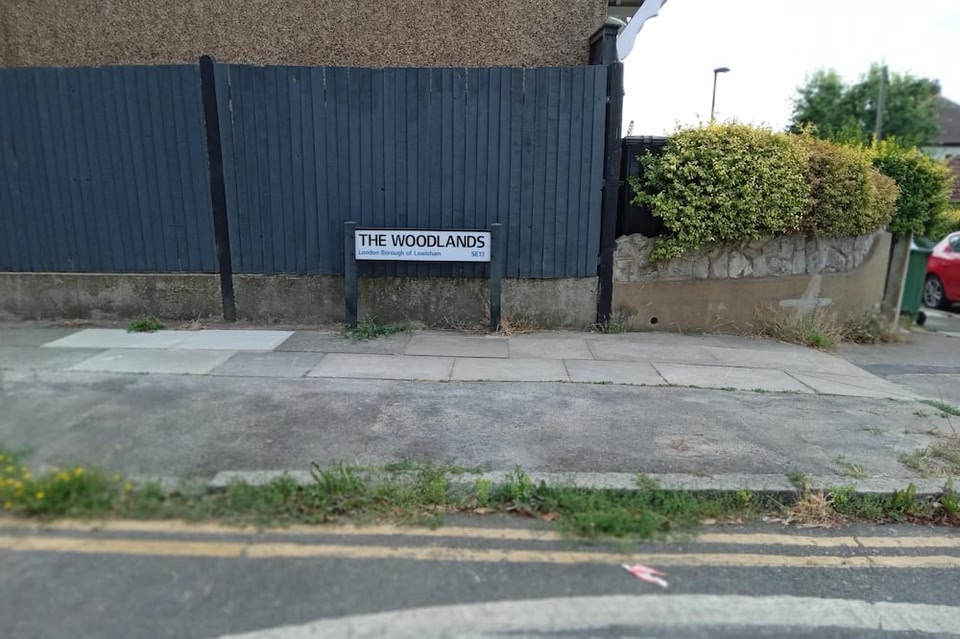 THE WOODLANDS
London Borough of Lewisham SE13